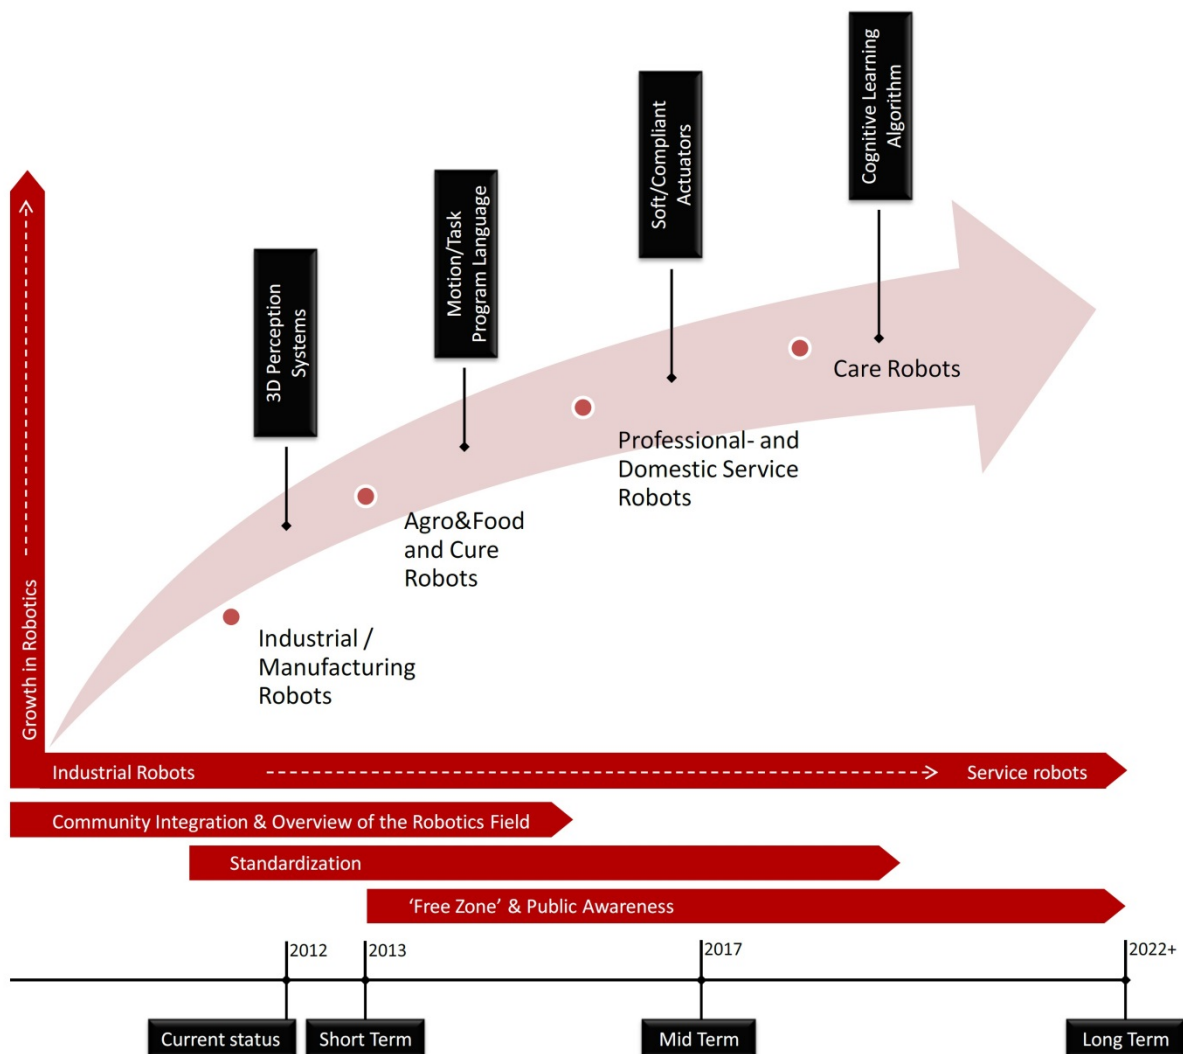 Cognitive Learning
Algorithm
Soft/Compliant
Actuators
Motion/Task
Program Language
3D Perception
Systems
Care Robots
Professional- and
Domestic Service
Robots
Agro&Food
and Cure
Robots
Industrial /
Manufacturing
Robots
Growth in Robotics
Industrial Robots
Service robots
Community Integration & Overview of the Robotics Field
Standardization
‘Free Zone’ & Public Awareness
2012
2013
2017
2022+
Current status
Short Term
Mid Term
Long Term